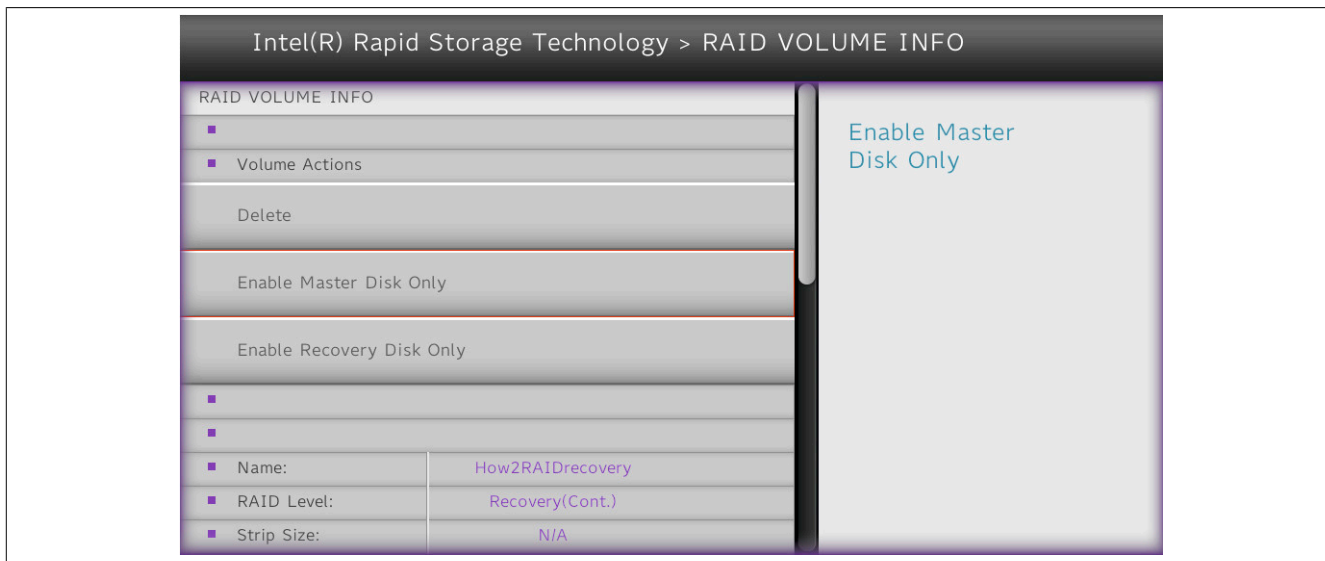 Intel(R) Rapid Storage Technology > RAID VOLUME INFO
RAID VOLUME INFO
Volume Actions
Delete
Enable Master Disk Only
Enable Recovery Disk Only
Name: How2RAIDrecovery
RAID Level: Recovery(Cont.)
Strip Size: N/A
Enable Master
Disk Only